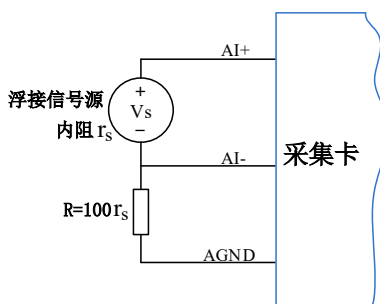 AI+
浮接信号源
内阻 rs
+
Vs
−
AI-
采集卡
R=100rs
AGND